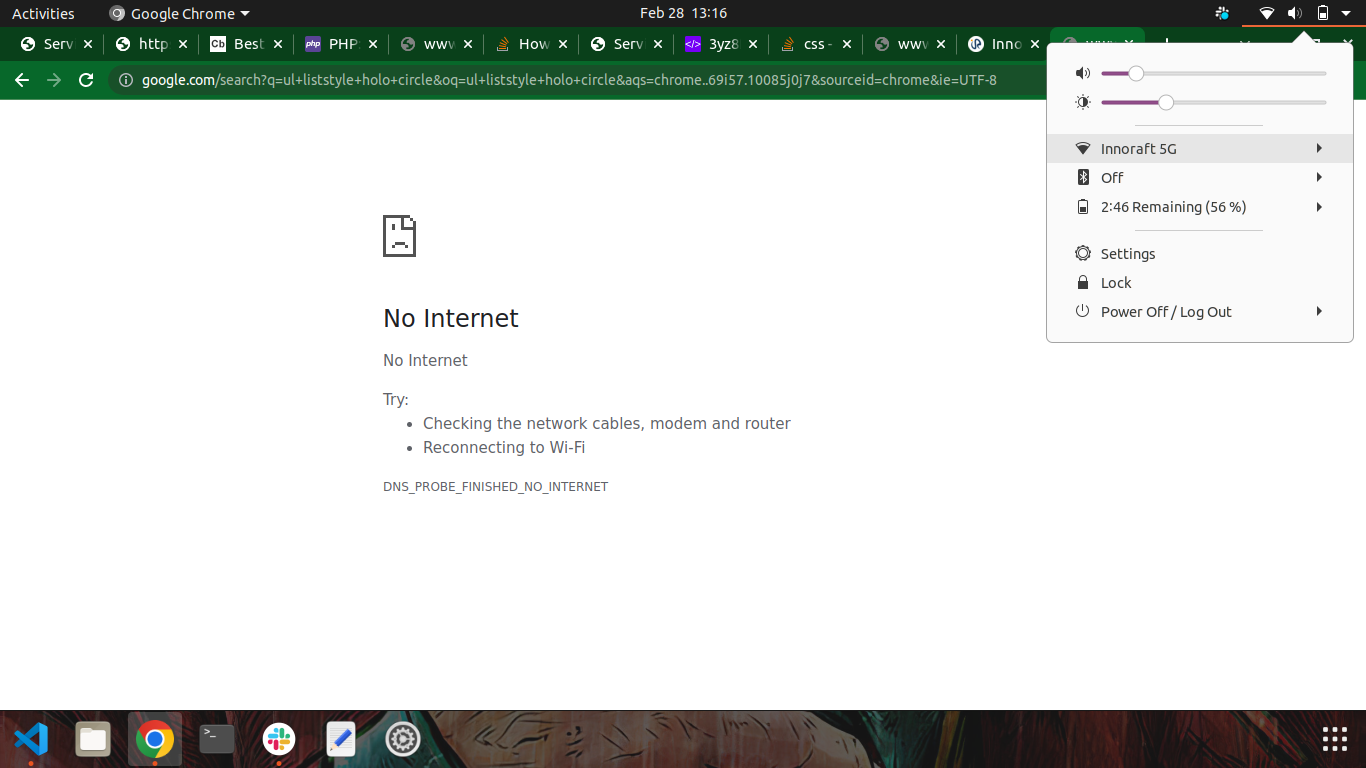 Activities Google Chrome Feb 28 13:16
Serv http Cb Best php PHP: www How Serv </> 3yz8 css - www Inno
google.com/search?q=ul+liststyle+holo+circle&oq=ul+liststyle+holo+circle&aqs=chrome..69i57.10085j0j7&sourceid=chrome&ie=UTF-8
Innoraft 5G
Off
2:46 Remaining (56 %)
Settings
Lock
Power Off / Log Out
No Internet
No Internet
Try:
• Checking the network cables, modem and router
• Reconnecting to Wi-Fi
DNS_PROBE_FINISHED_NO_INTERNET